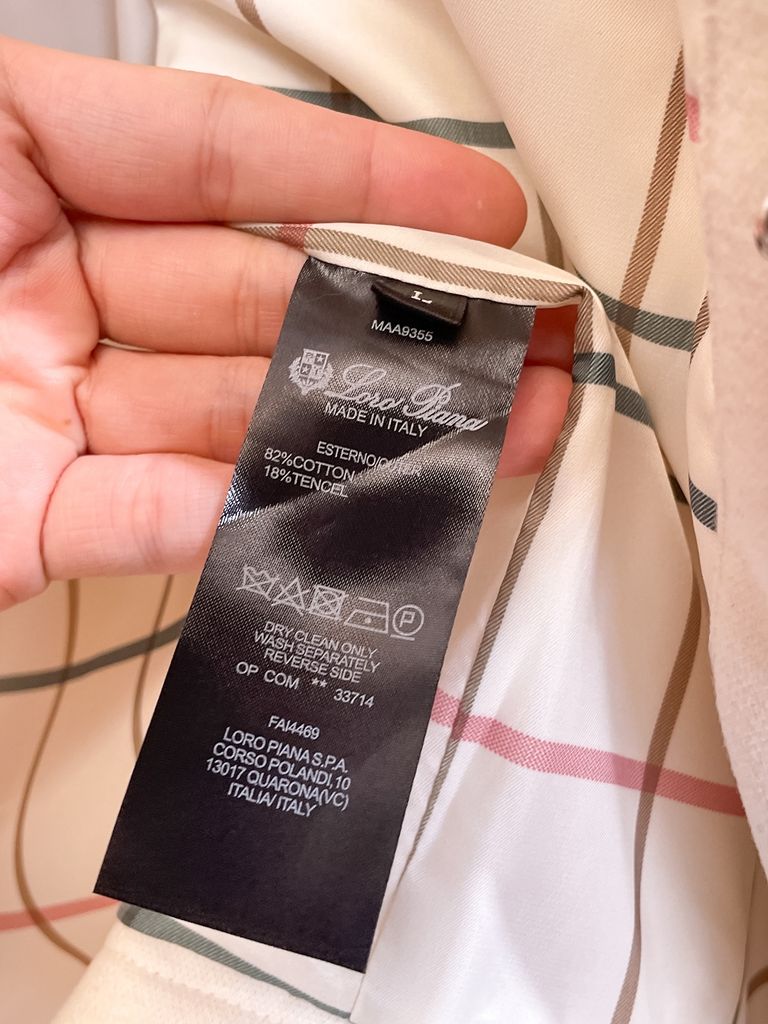 L
MAA9355
Loro Piana
MADE IN ITALY
ESTERNO/OUTER
82%COTTON
18%TENCEL
P
DRY CLEAN ONLY
WASH SEPARATELY
REVERSE SIDE
OP COM ** 33714
FAI4469
LORO PIANA S.P.A.
CORSO POLANDI,10
13017 QUARONA(VC)
ITALIA/ ITALY